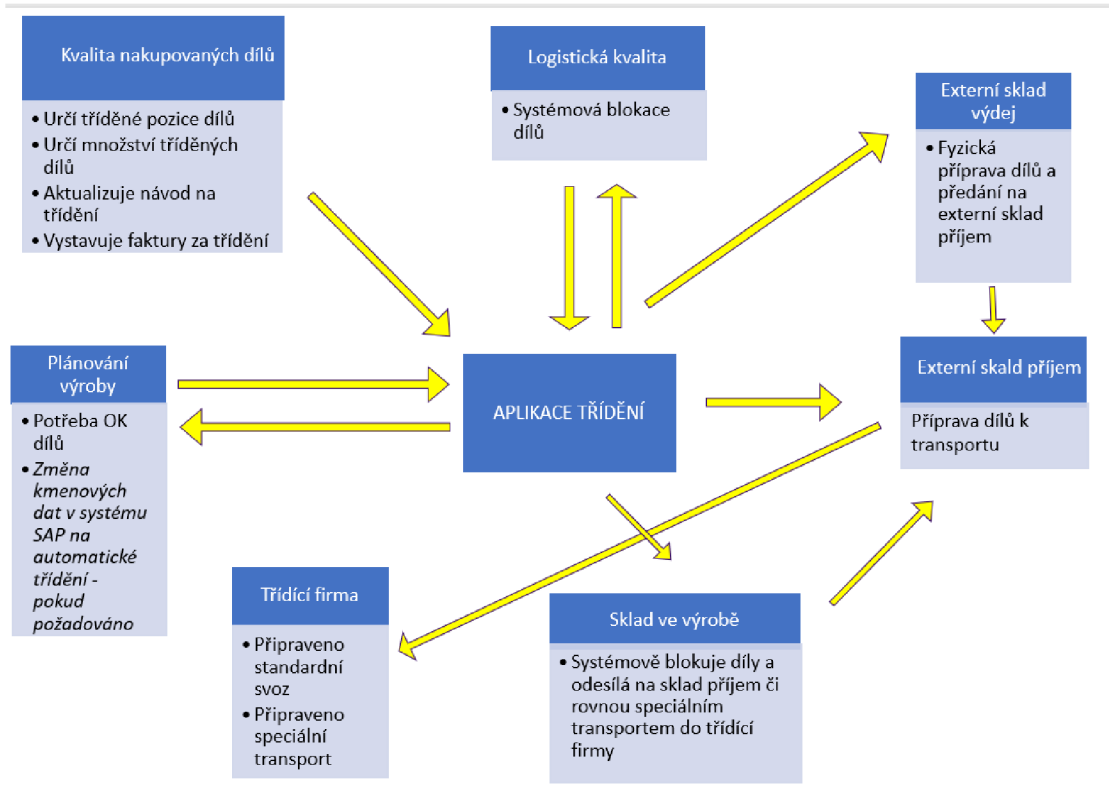 Kvalita nakupovaných dílů
• Určí tříděné pozice dílů
• Určí množství tříděných
dílů
• Aktualizuje návod na
třídění
• Vystavuje faktury za třídění
Logistická kvalita
• Systémová blokace
dílů
Externí sklad
výdej
• Fyzická
příprava dílů a
předání na
externí sklad
příjem
Plánování
výroby
• Potřeba OK
dílů
• Změna
kmenových
dat v systému
SAP na
automatické
třídění -
pokud
požadováno
APLIKACE TŘÍDĚNÍ
Externí skald příjem
Příprava dílů k
transportu
Třídící firma
• Připraveno
standardní
svoz
• Připraveno
speciální
transport
Sklad ve výrobě
• Systémově blokuje díly a
odesílá na sklad příjem či
rovnou speciálním
transportem do třídící
firmy